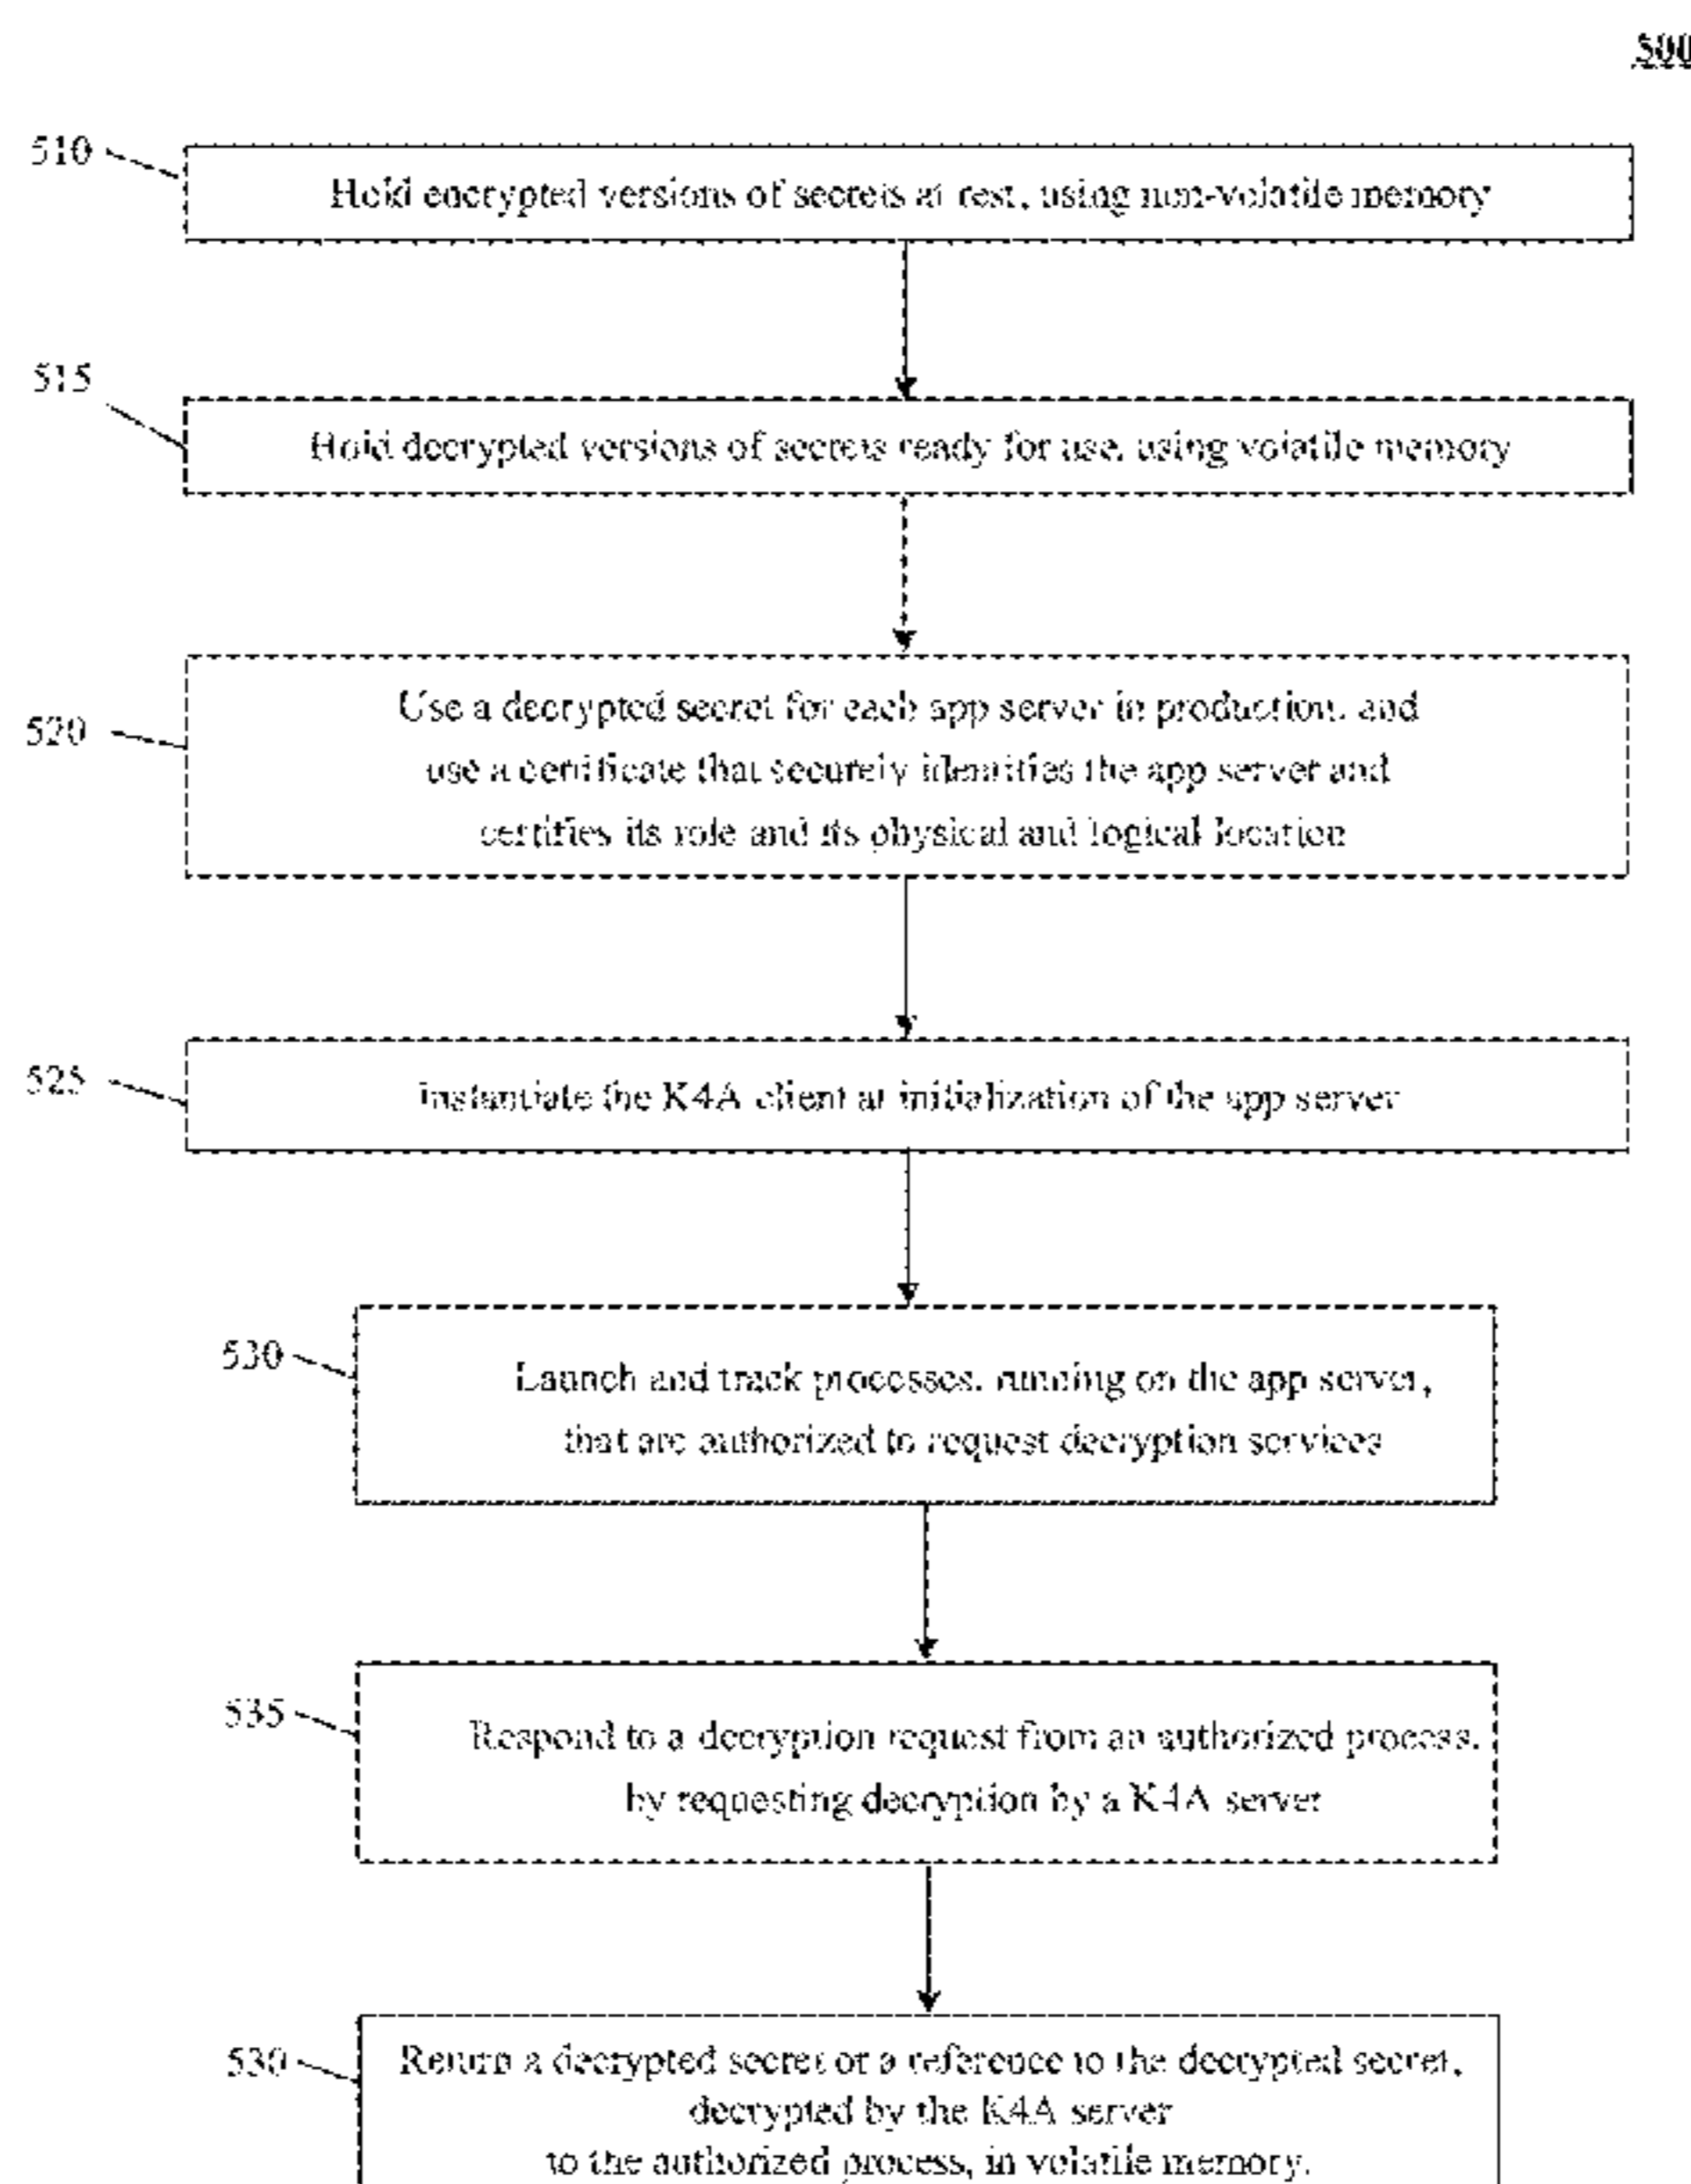 500
510
Hold encrypted versions of secrets at rest, using non-volatile memory
515
Hold decrypted versions of secrets ready for use, using volatile memory
520
Use a decrypted secret for each app server in production, and
use a certificate that securely identifies the app server and
certifies its role and its physical and logical location
525
Instantiate the K4A client at initialization of the app server
530
Launch and track processes, running on the app server,
that are authorized to request decryption services
535
Respond to a decryption request from an authorized process,
by requesting decryption by a K4A server
530
Return a decrypted secret or a reference to the decrypted secret,
decrypted by the K4A server
to the authorized process, in volatile memory.